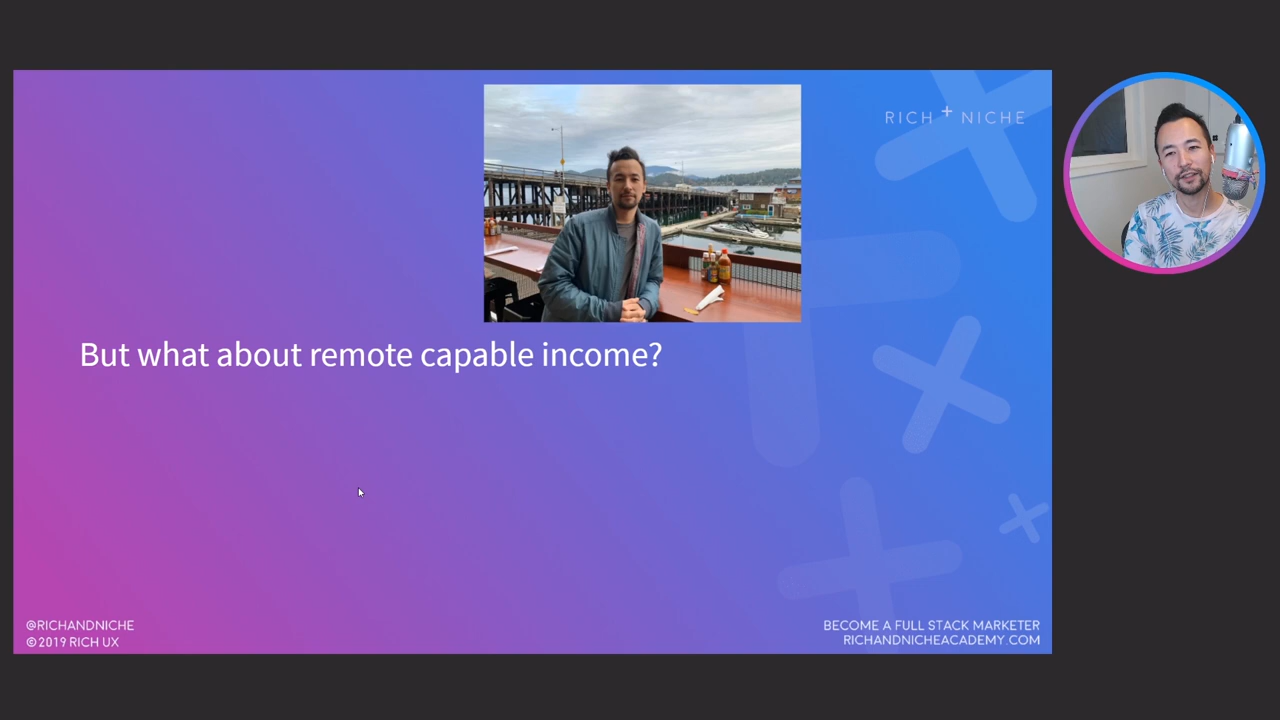 RICH + NICHE
But what about remote capable income?
@RICHANDNICHE
©2019 RICH UX
BECOME A FULL STACK MARKETER
RICHANDNICHEACADEMY.COM